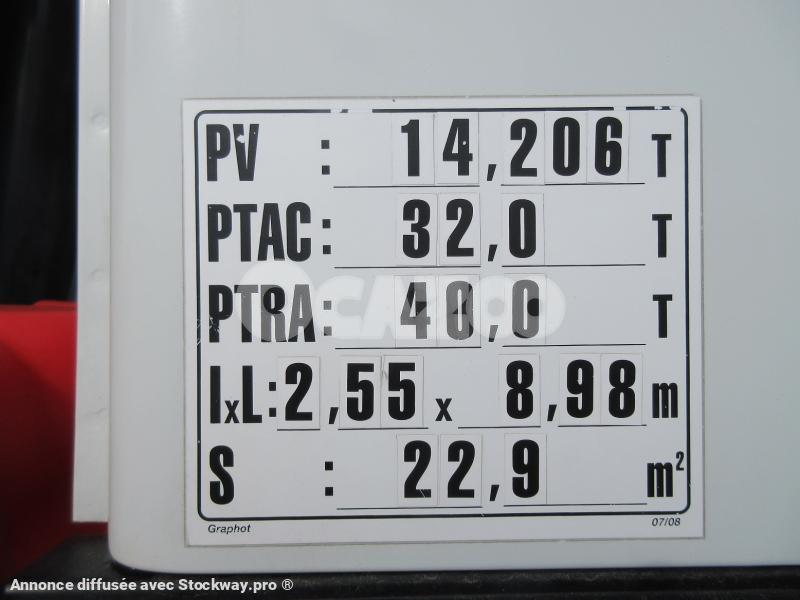 PV : 14,206 T
PTAC: 32,0 T
PTRA: 40,0 T
IxL: 2,55 x 8,98 m
S : 22,9 m²
Graphot 07/08
CAZOO
Annonce diffusée avec Stockway.pro ®